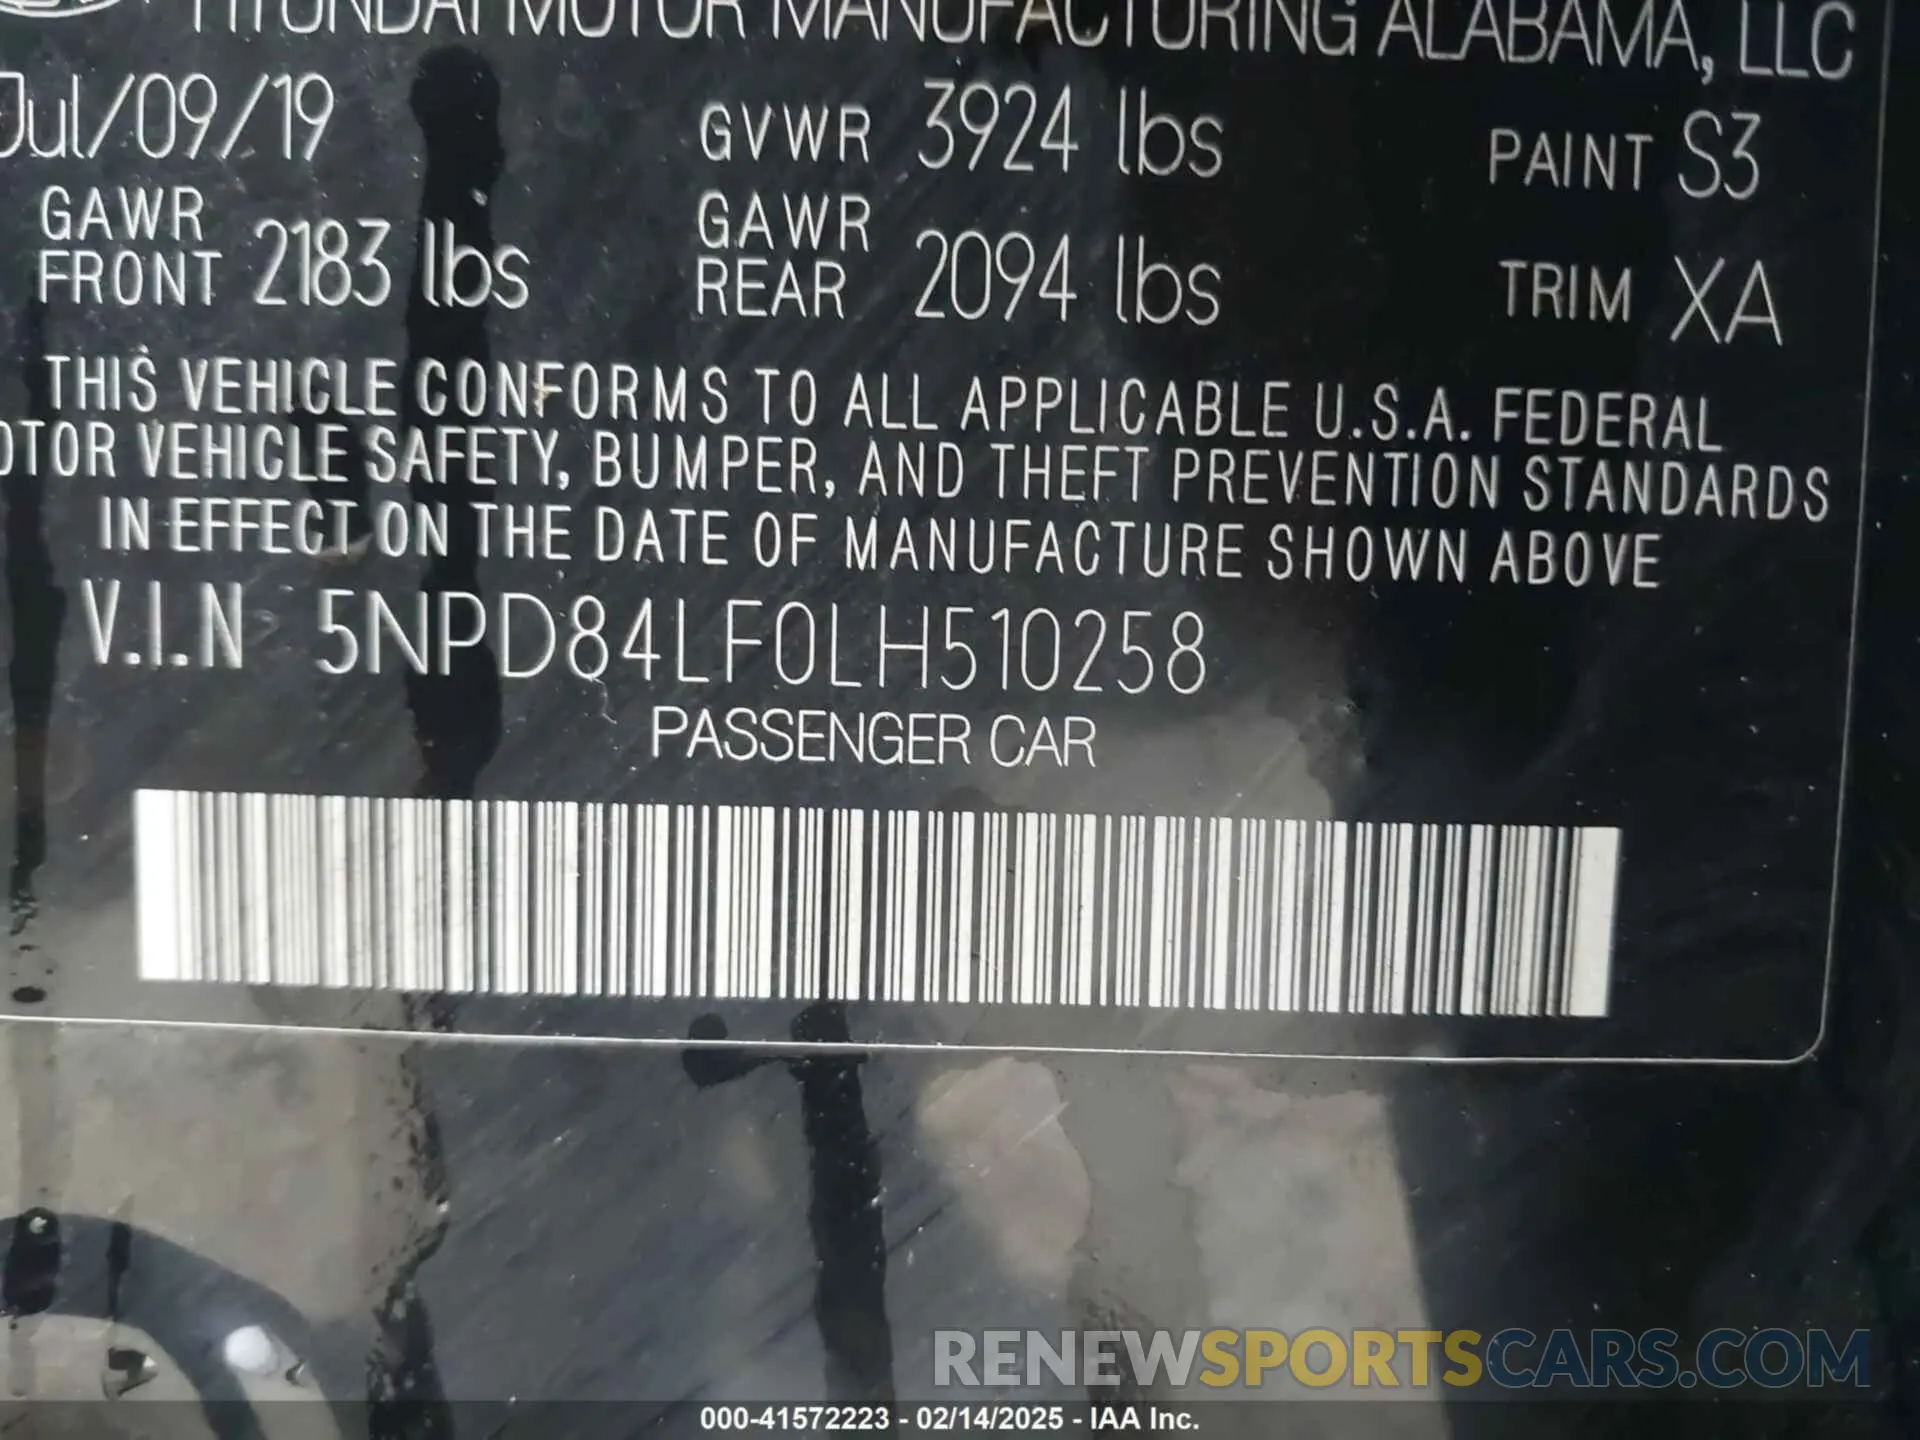 HYUNDAI MOTOR MANUFACTURING ALABAMA, LLC
Jul/09/19 GVWR 3924 lbs PAINT S3
GAWR FRONT 2183 lbs GAWR REAR 2094 lbs TRIM XA
THIS VEHICLE CONFORMS TO ALL APPLICABLE U.S.A. FEDERAL
OTOR VEHICLE SAFETY, BUMPER, AND THEFT PREVENTION STANDARDS
IN EFFECT ON THE DATE OF MANUFACTURE SHOWN ABOVE
V.I.N 5NPD84LF0LH510258
PASSENGER CAR
RENEWSPORTSCARS.COM
000-41572223 - 02/14/2025 - IAA Inc.